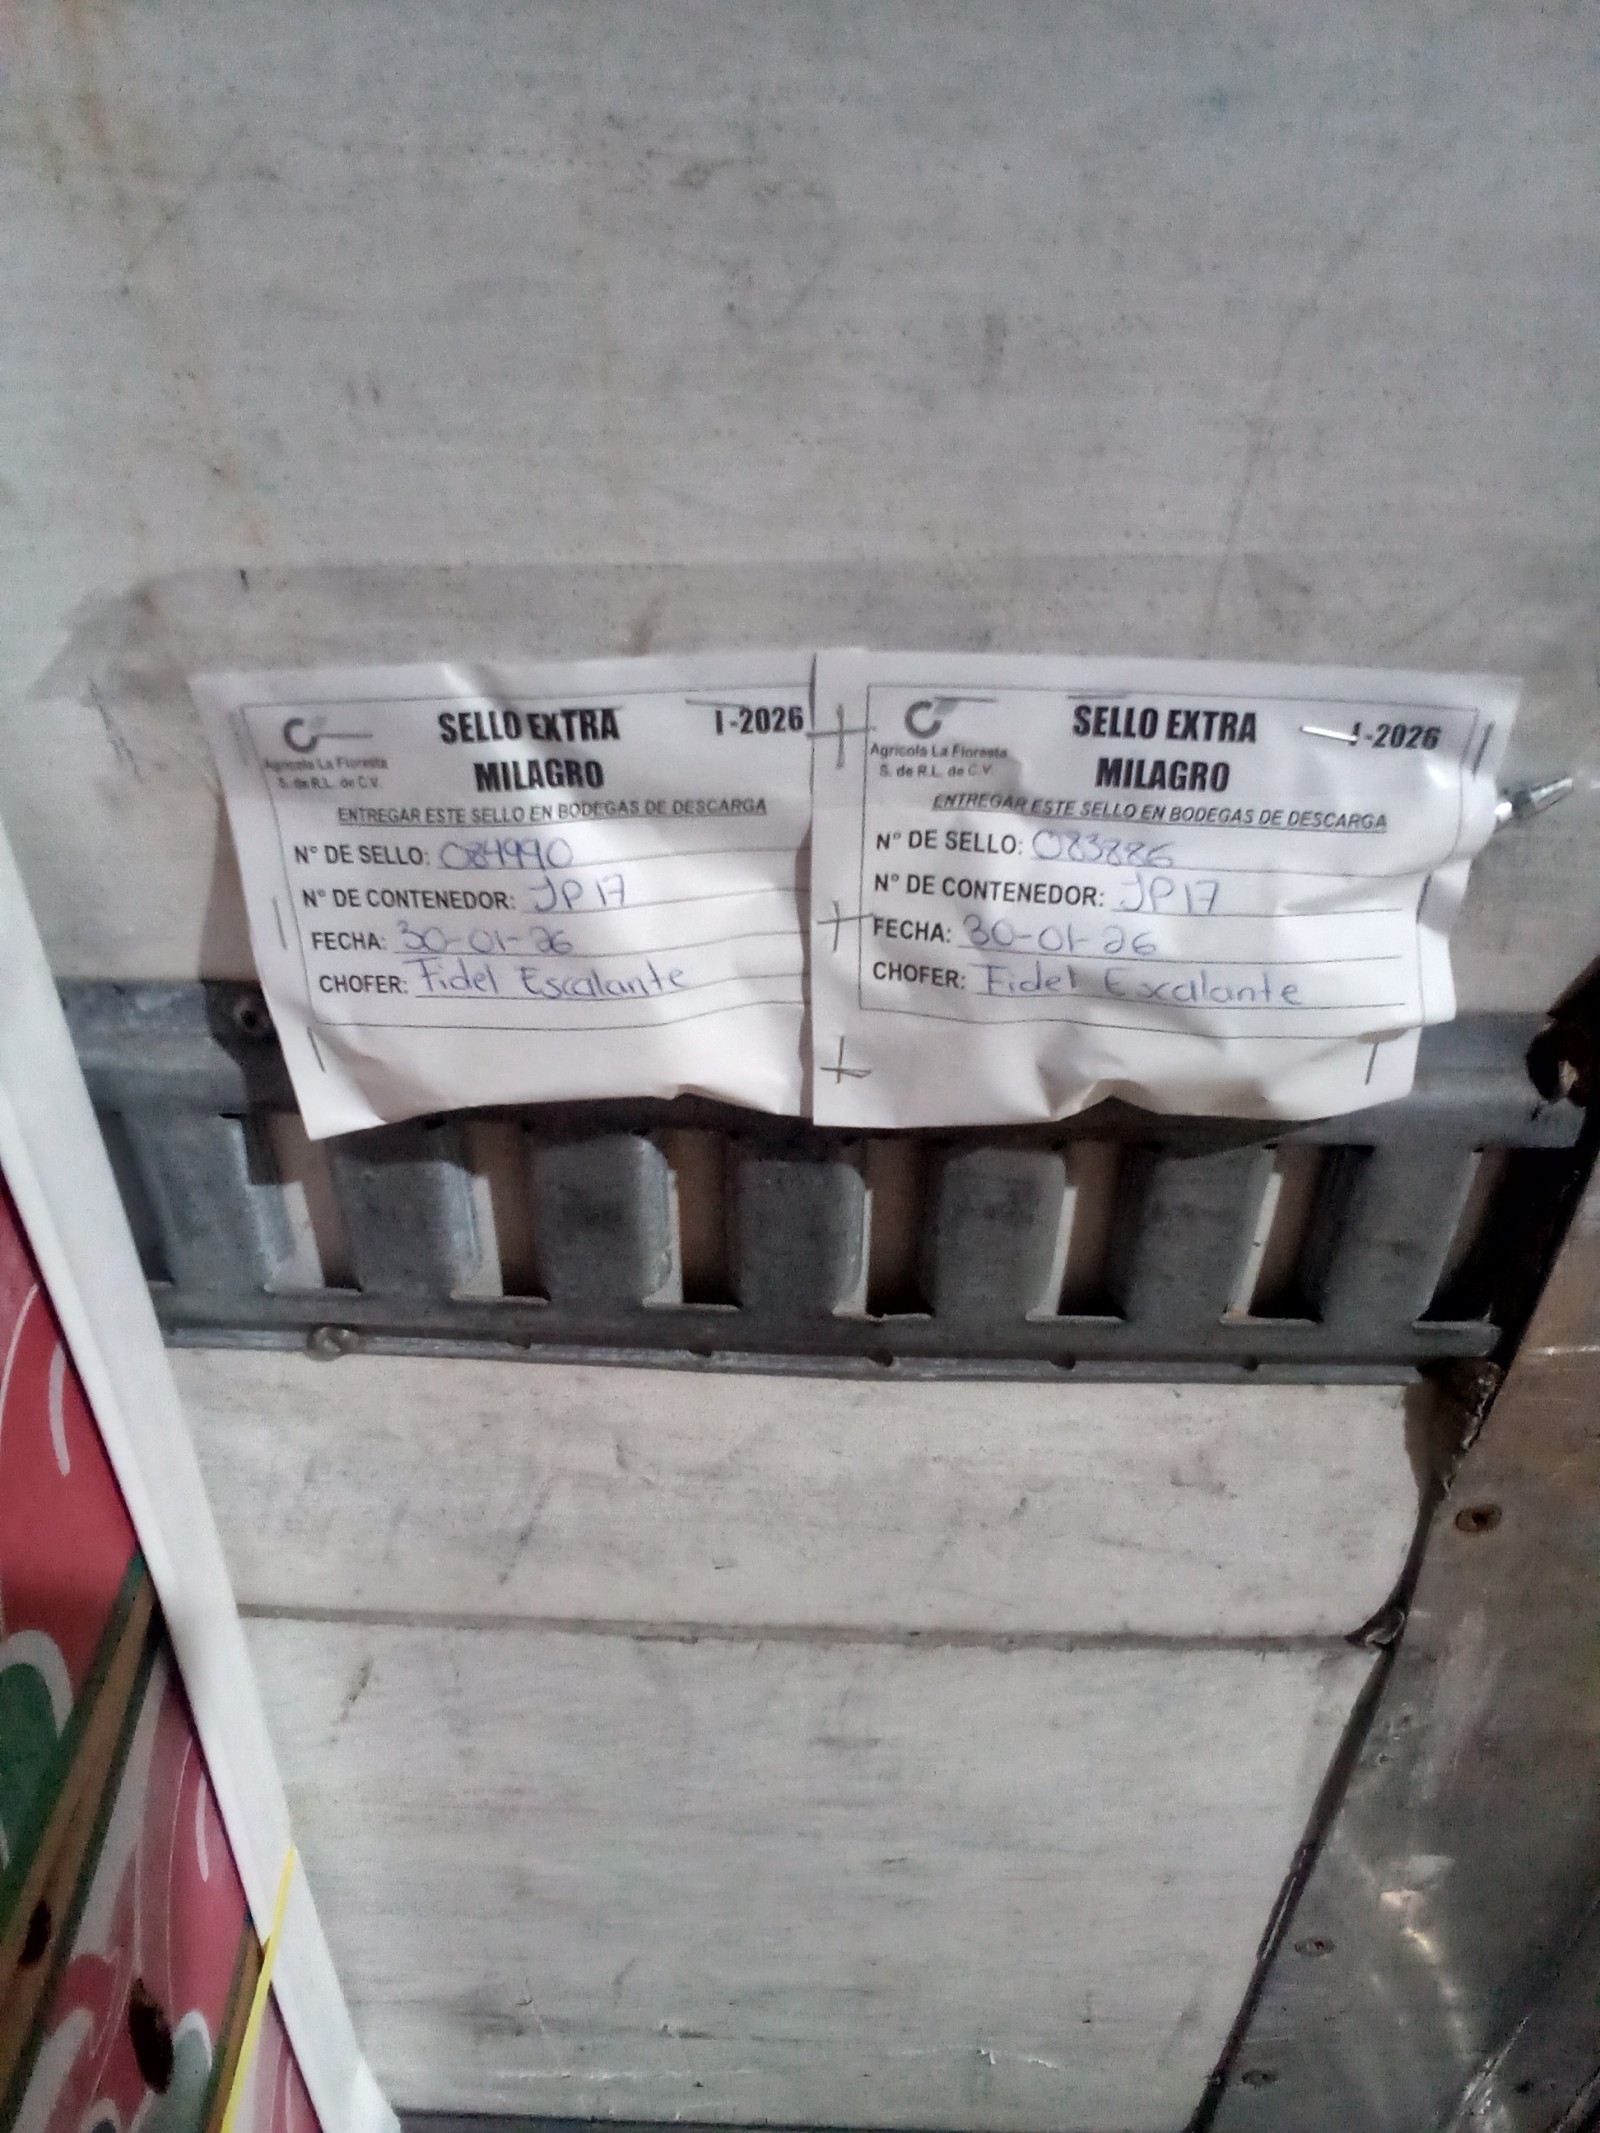 Agrícola La Floresta
S. de R.L. de C.V.
SELLO EXTRA
I-2026
MILAGRO
ENTREGAR ESTE SELLO EN BODEGAS DE DESCARGA
N° DE SELLO: 084990
N° DE CONTENEDOR: JP17
FECHA: 30-01-26
CHOFER: Fidel Escalante
Agrícola La Floresta
S. de R.L. de C.V.
SELLO EXTRA
I-2026
MILAGRO
ENTREGAR ESTE SELLO EN BODEGAS DE DESCARGA
N° DE SELLO: 083886
N° DE CONTENEDOR: JP17
FECHA: 30-01-26
CHOFER: Fidel Escalante